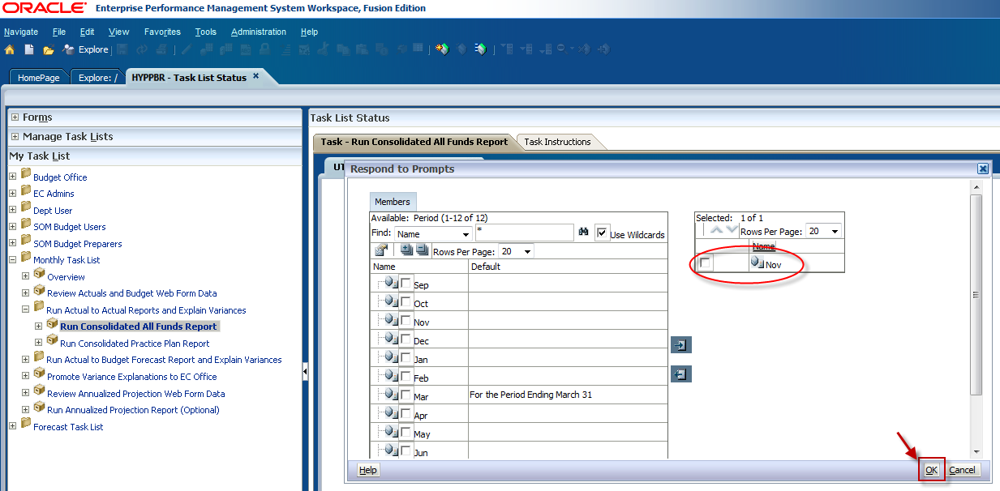 ORACLE® Enterprise Performance Management System Workspace, Fusion Edition
Navigate File Edit View Favorites Tools Administration Help
Explore
HomePage Explore: / HYPPBR - Task List Status ×
Forms
Manage Task Lists
My Task List
Budget Office
EC Admins
Dept User
SOM Budget Users
SOM Budget Preparers
Monthly Task List
Overview
Review Actuals and Budget Web Form Data
Run Actual to Actual Reports and Explain Variances
Run Consolidated All Funds Report
Run Consolidated Practice Plan Report
Run Actual to Budget Forecast Report and Explain Variances
Promote Variance Explanations to EC Office
Review Annualized Projection Web Form Data
Run Annualized Projection Report (Optional)
Forecast Task List
Task List Status
Task - Run Consolidated All Funds Report Task Instructions
Respond to Prompts
Members
Available: Period (1-12 of 12)
Find: Name * Use Wildcards
Rows Per Page: 20
Name Default
Sep
Oct
Nov
Dec
Jan
Feb
Mar For the Period Ending March 31
Apr
May
Jun
Selected: 1 of 1
Rows Per Page: 20
Name
Nov
Help OK Cancel